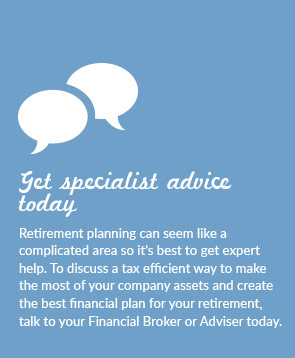 Get specialist advice
today
Retirement planning can seem like a
complicated area so it's best to get expert
help. To discuss a tax efficient way to make
the most of your company assets and create
the best financial plan for your retirement,
talk to your Financial Broker or Adviser today.